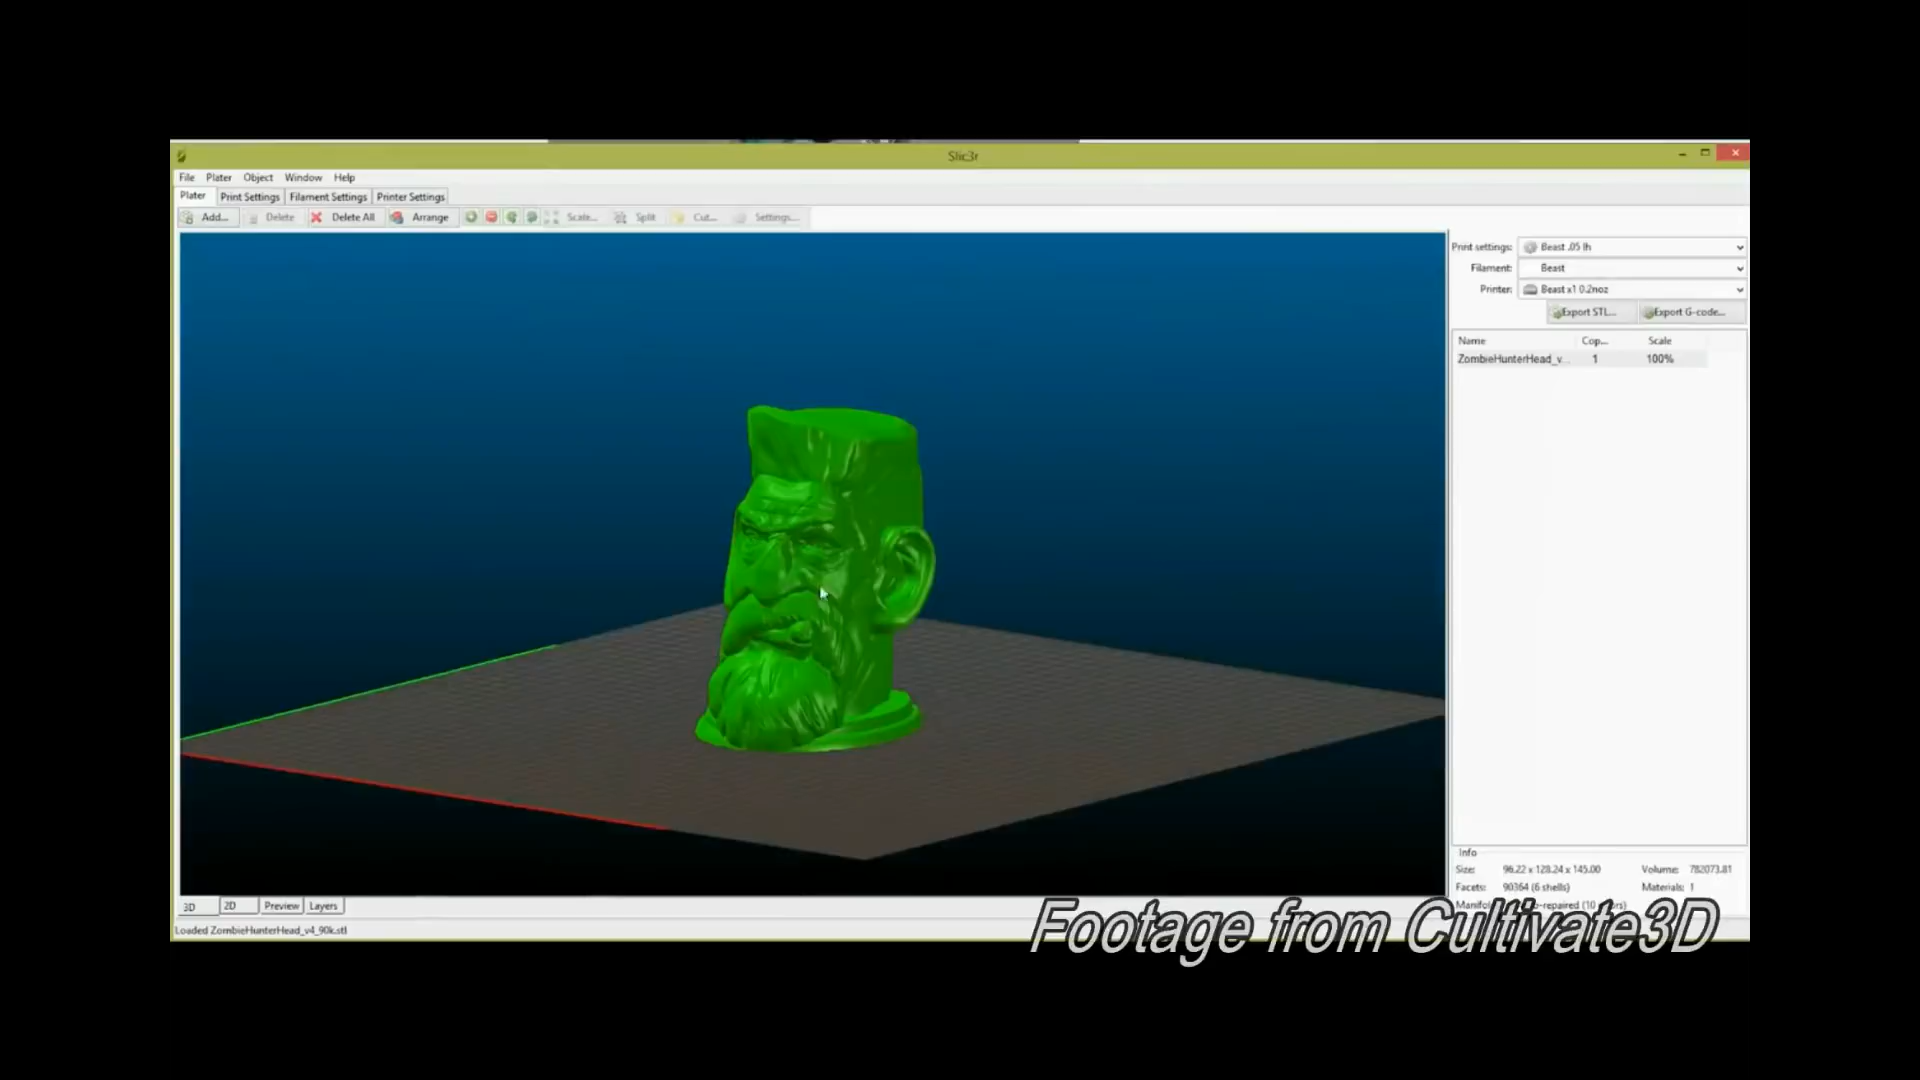 Slic3r
File Plater Object Window Help
Plater Print Settings Filament Settings Printer Settings
Add... Delete Delete All Arrange Scale... Split Cut... Settings...
Print settings: Beast .05 lh
Filament: Beast
Printer: Beast x1 0.2noz
Export STL... Export G-code...
Name Cop... Scale
ZombieHunterHead_v... 1 100%
Info
Size: 96.22 x 128.24 x 145.00 Volume: 782073.81
Facets: 90364 (6 shells) Materials: 1
3D 2D Preview Layers
Footage from Cultivate3D
Loaded ZombieHunterHead_v4_90k.stl